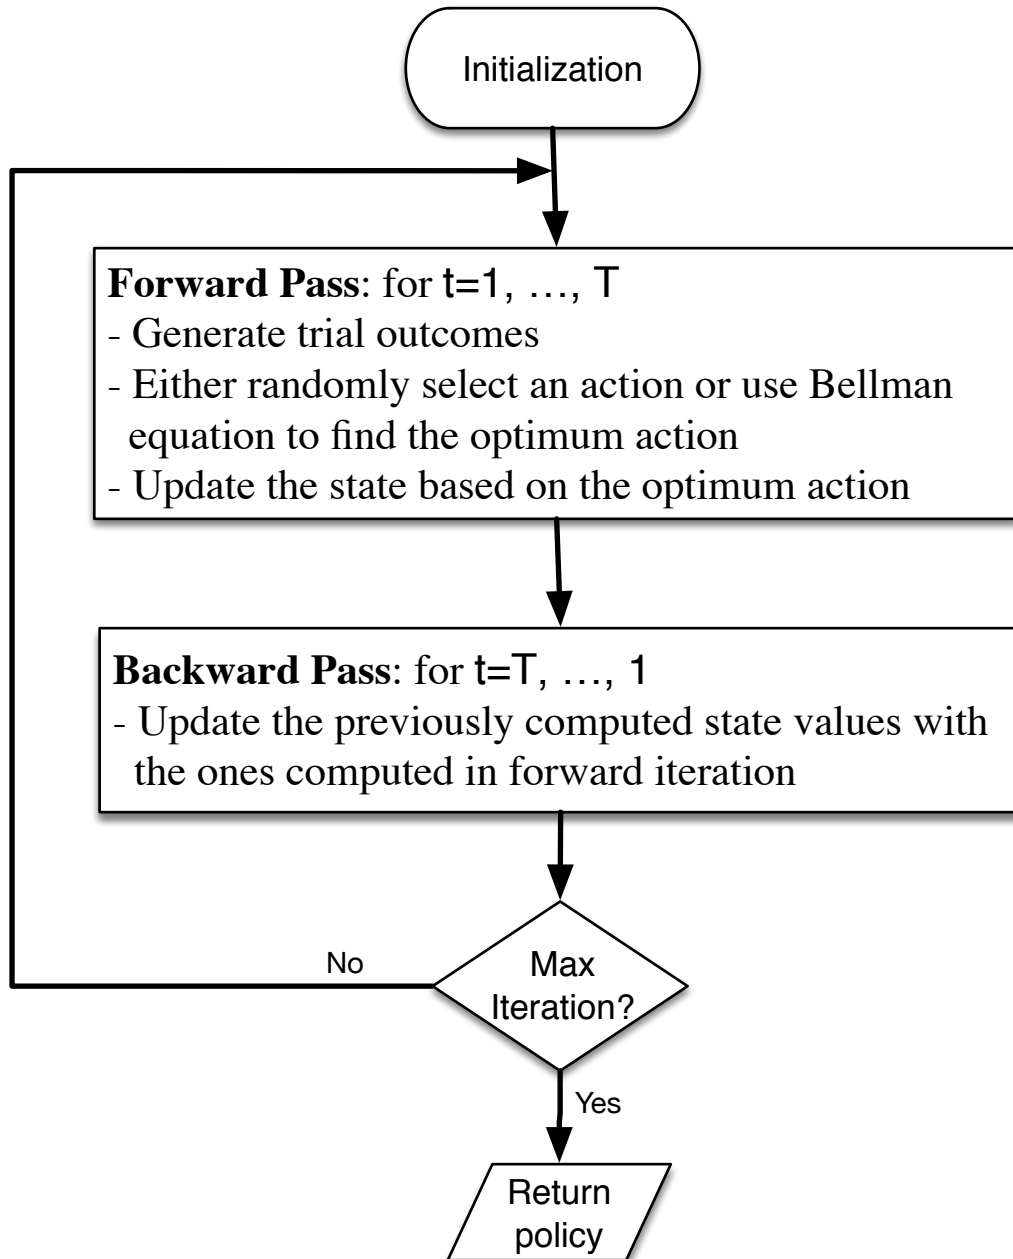 Initialization
Forward Pass: for t=1, …, T
- Generate trial outcomes
- Either randomly select an action or use Bellman
equation to find the optimum action
- Update the state based on the optimum action
Backward Pass: for t=T, …, 1
- Update the previously computed state values with
the ones computed in forward iteration
No
Max
Iteration?
Yes
Return
policy